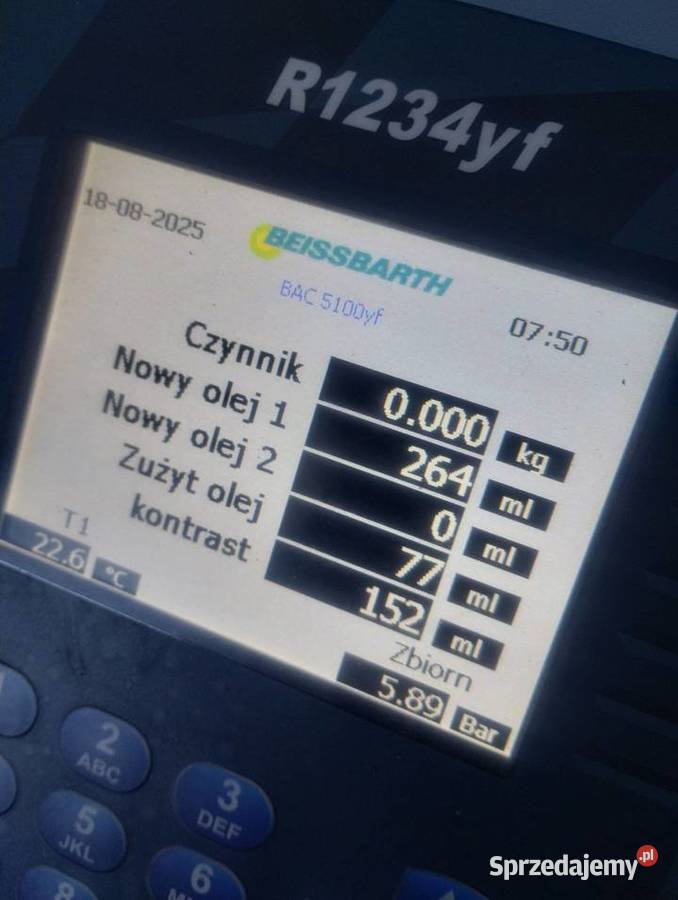 R1234yf
18-08-2025
BEISSBARTH
BAC 5100yf
07:50
Czynnik 0.000 kg
Nowy olej 1 264 ml
Nowy olej 2 0 ml
Zużyt olej 77 ml
kontrast 152 ml
T1
22.6 °C
Zbiorn
5.89 Bar
2
ABC
3
DEF
5
JKL
6
8
Sprzedajemy.pl